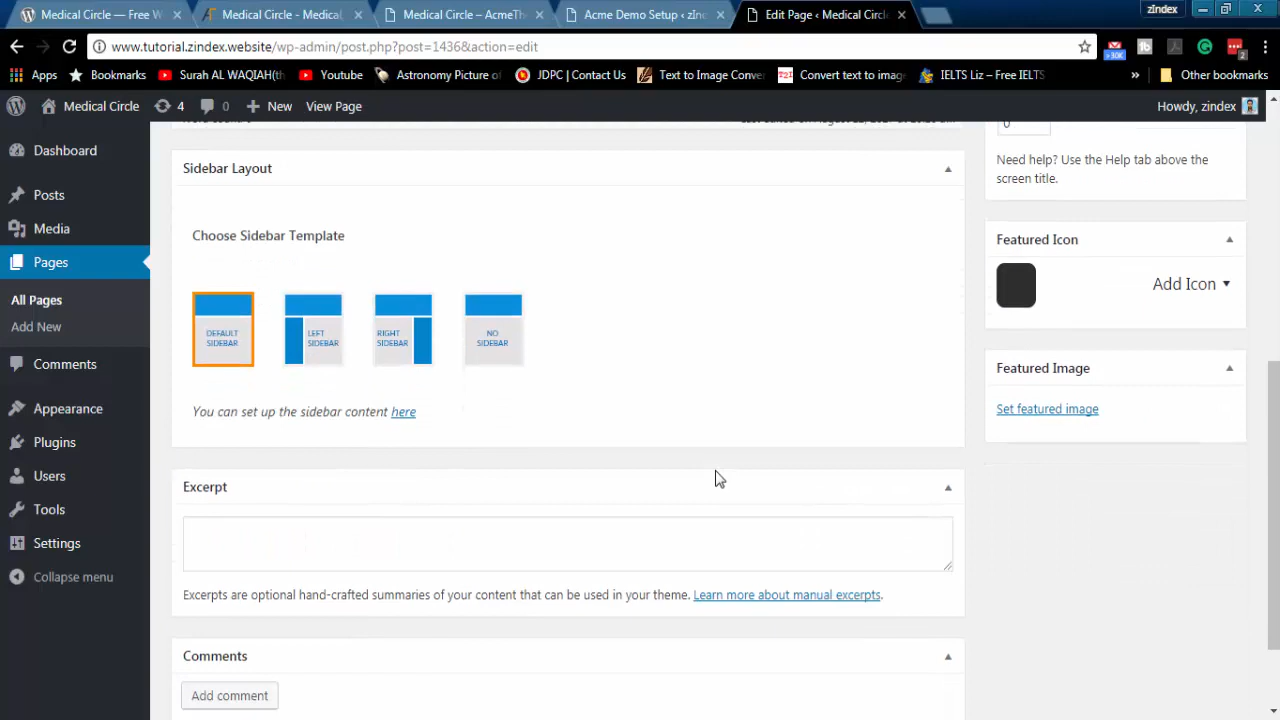 Medical Circle – Free W
Medical Circle - Medical
Medical Circle – AcmeTh
Acme Demo Setup ‹ zin
Edit Page ‹ Medical Circl
zIndex
www.tutorial.zindex.website/wp-admin/post.php?post=1436&action=edit
Apps
Bookmarks
Surah AL WAQIAH(th
Youtube
Astronomy Picture of
JDPC | Contact Us
Text to Image Conve
Convert text to imag
IELTS Liz – Free IELTS
»
Other bookmarks
Medical Circle
4
0
New
View Page
Howdy, zindex
Dashboard
Posts
Media
Pages
All Pages
Add New
Comments
Appearance
Plugins
Users
Tools
Settings
Collapse menu
Sidebar Layout
Choose Sidebar Template
DEFAULT
SIDEBAR
LEFT
SIDEBAR
RIGHT
SIDEBAR
NO
SIDEBAR
You can set up the sidebar content here
Excerpt
Excerpts are optional hand-crafted summaries of your content that can be used in your theme. Learn more about manual excerpts.
Comments
Add comment
0
Need help? Use the Help tab above the
screen title.
Featured Icon
Add Icon
Featured Image
Set featured image